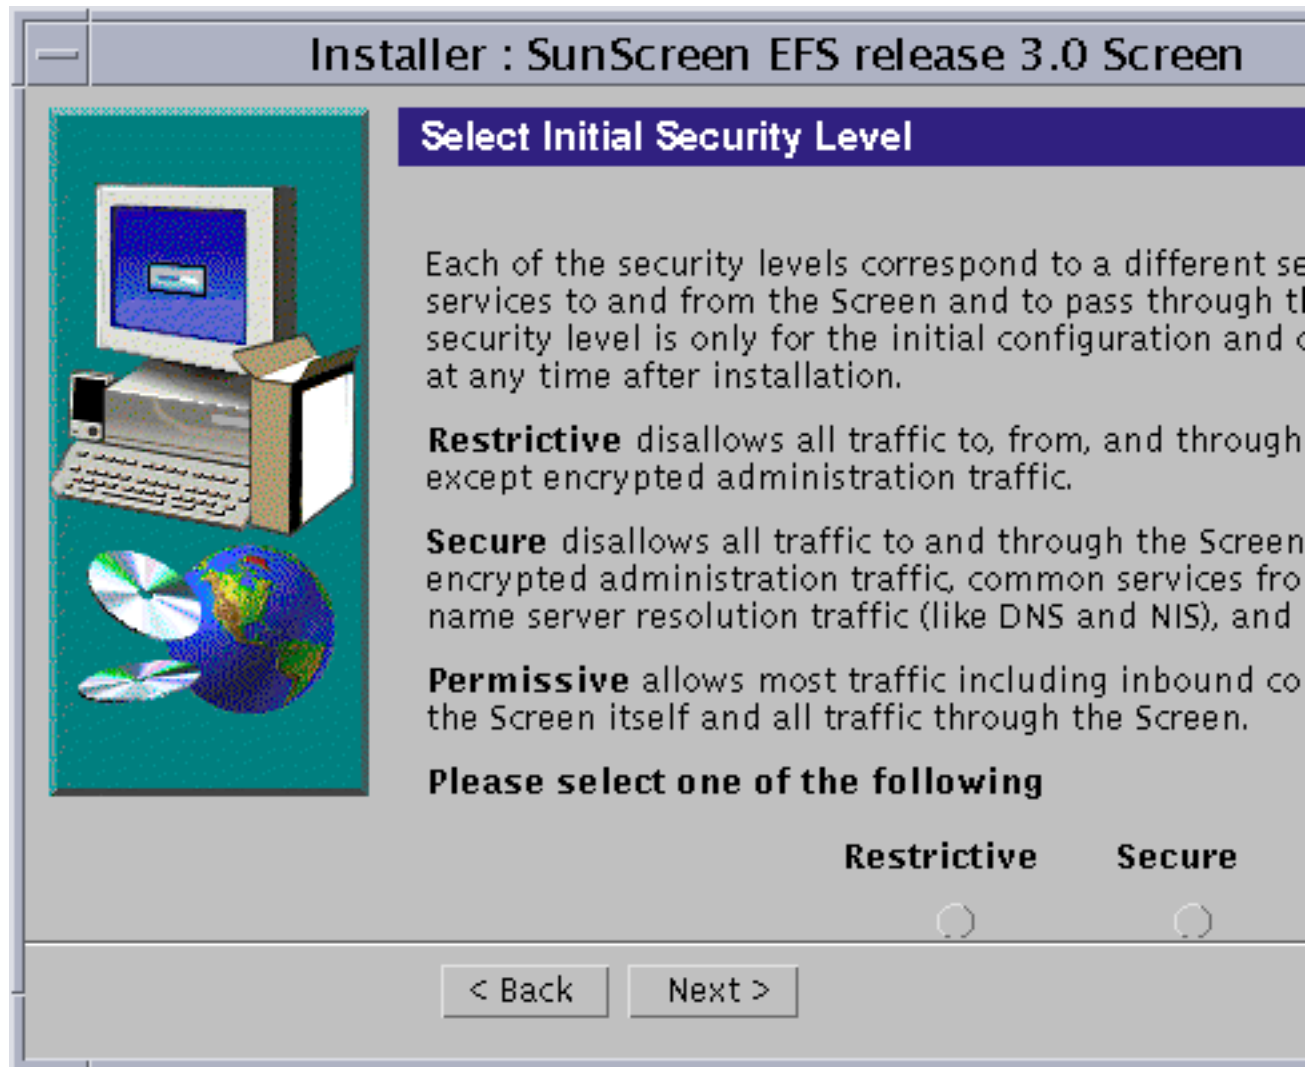 Installer : SunScreen EFS release 3.0 Screen
Select Initial Security Level
Each of the security levels correspond to a different se
services to and from the Screen and to pass through th
security level is only for the initial configuration and c
at any time after installation.
Restrictive disallows all traffic to, from, and through
except encrypted administration traffic.
Secure disallows all traffic to and through the Screen
encrypted administration traffic, common services fro
name server resolution traffic (like DNS and NIS), and
Permissive allows most traffic including inbound co
the Screen itself and all traffic through the Screen.
Please select one of the following
Restrictive Secure
< Back Next >